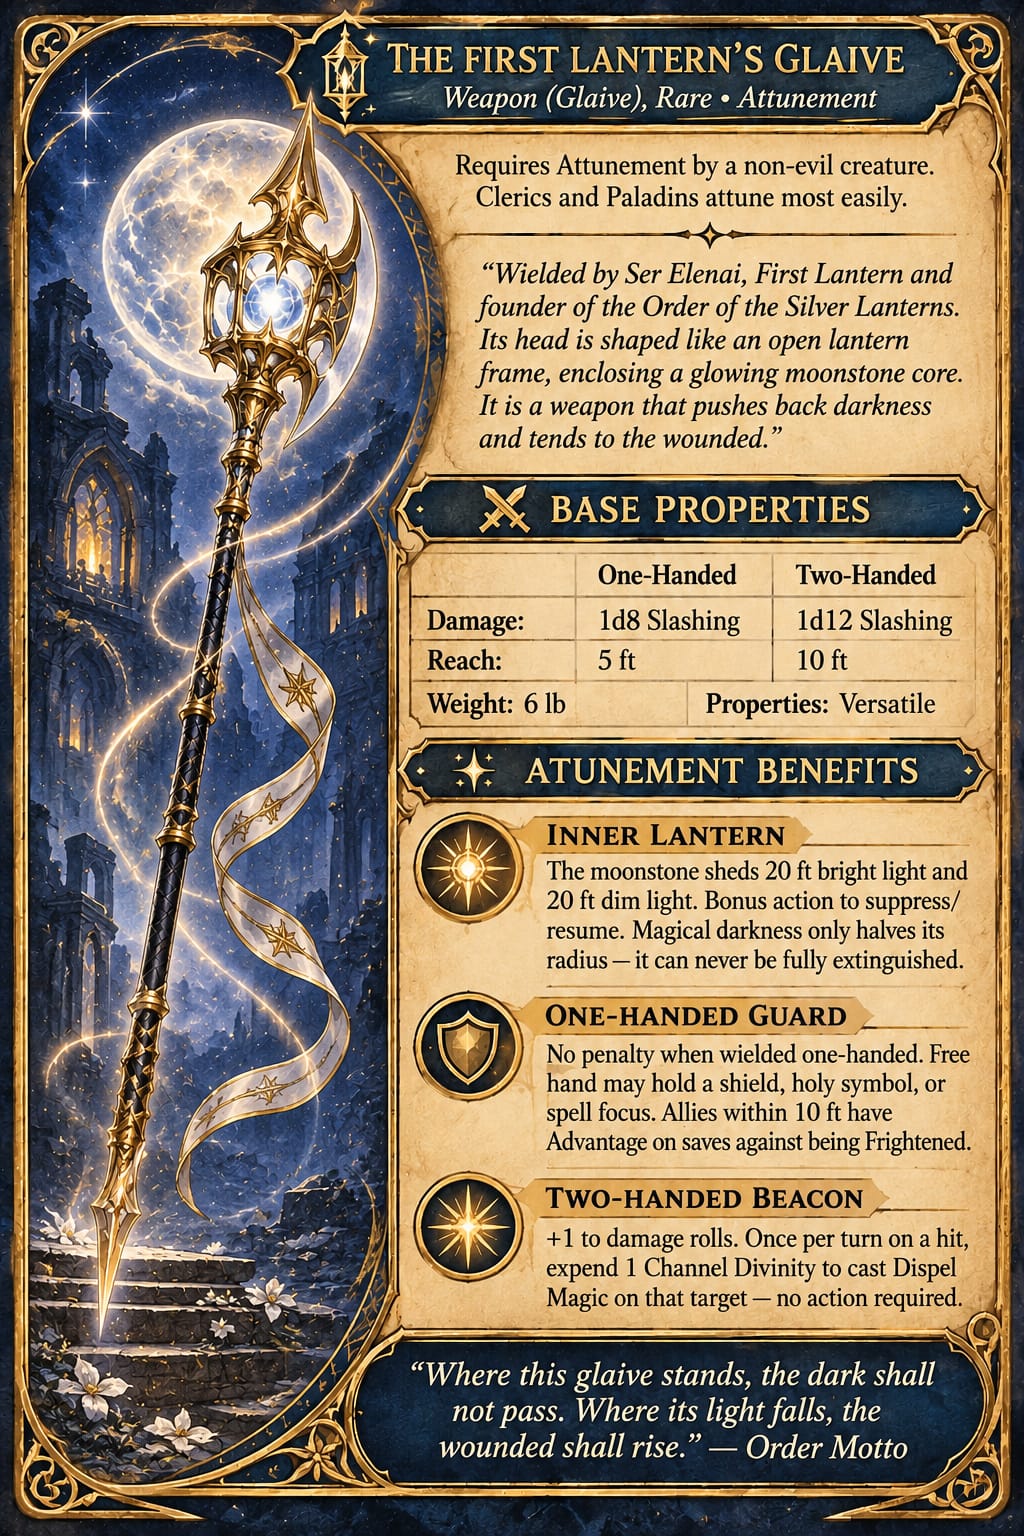 THE FIRST LANTERN'S GLAIVE
Weapon (Glaive), Rare • Attunement
Requires Attunement by a non-evil creature.
Clerics and Paladins attune most easily.
“Wielded by Ser Elenai, First Lantern and
founder of the Order of the Silver Lanterns.
Its head is shaped like an open lantern
frame, enclosing a glowing moonstone core.
It is a weapon that pushes back darkness
and tends to the wounded.”
BASE PROPERTIES
One-Handed Two-Handed
Damage: 1d8 Slashing 1d12 Slashing
Reach: 5 ft 10 ft
Weight: 6 lb Properties: Versatile
ATUNEMENT BENEFITS
INNER LANTERN
The moonstone sheds 20 ft bright light and
20 ft dim light. Bonus action to suppress/
resume. Magical darkness only halves its
radius — it can never be fully extinguished.
ONE-HANDED GUARD
No penalty when wielded one-handed. Free
hand may hold a shield, holy symbol, or
spell focus. Allies within 10 ft have
Advantage on saves against being Frightened.
TWO-HANDED BEACON
+1 to damage rolls. Once per turn on a hit,
expend 1 Channel Divinity to cast Dispel
Magic on that target — no action required.
“Where this glaive stands, the dark shall
not pass. Where its light falls, the
wounded shall rise.” — Order Motto